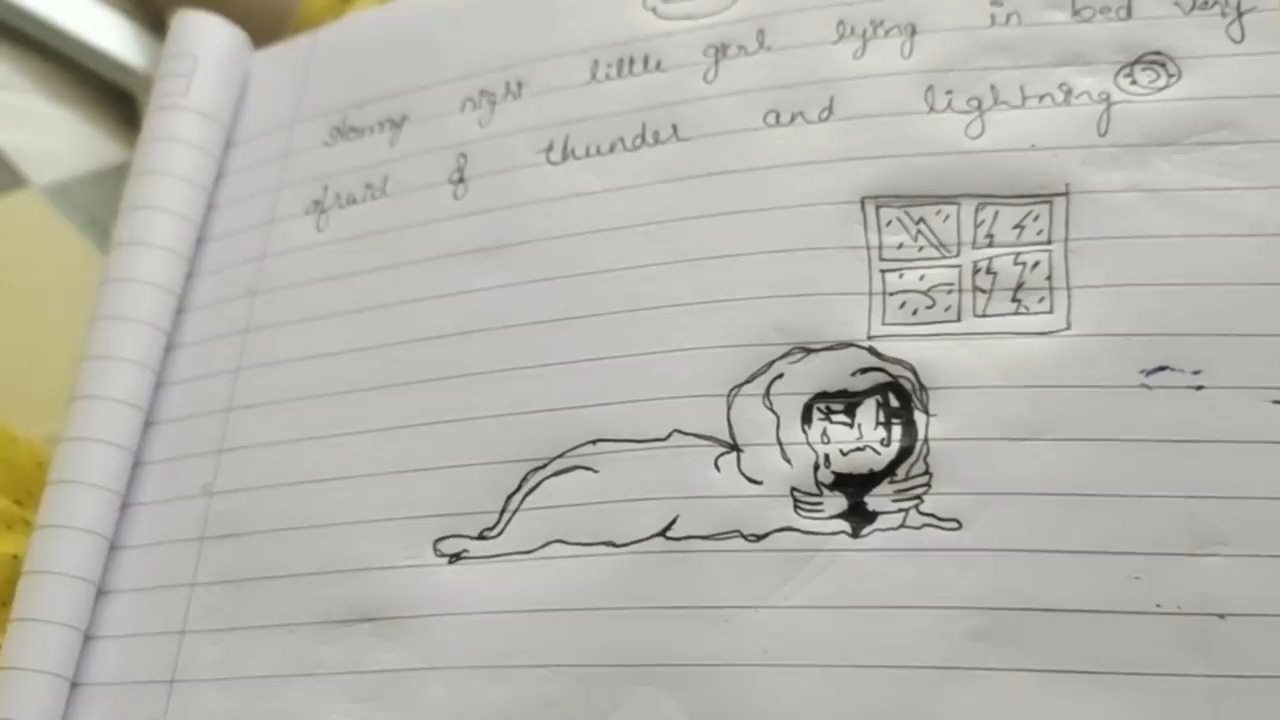 stormy night little girl lying in bed very
afraid of thunder and lightning